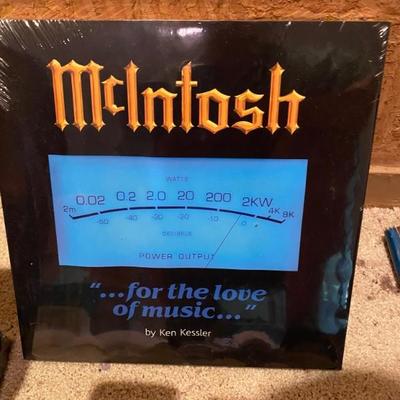 McIntosh
WATTS
0.02 0.2 2.0 20 200 2KW
2m 4K 8K
-60 -40 -30 -20 -10 0
DECIBELS
POWER OUTPUT
"...for the love
of music..."
by Ken Kessler